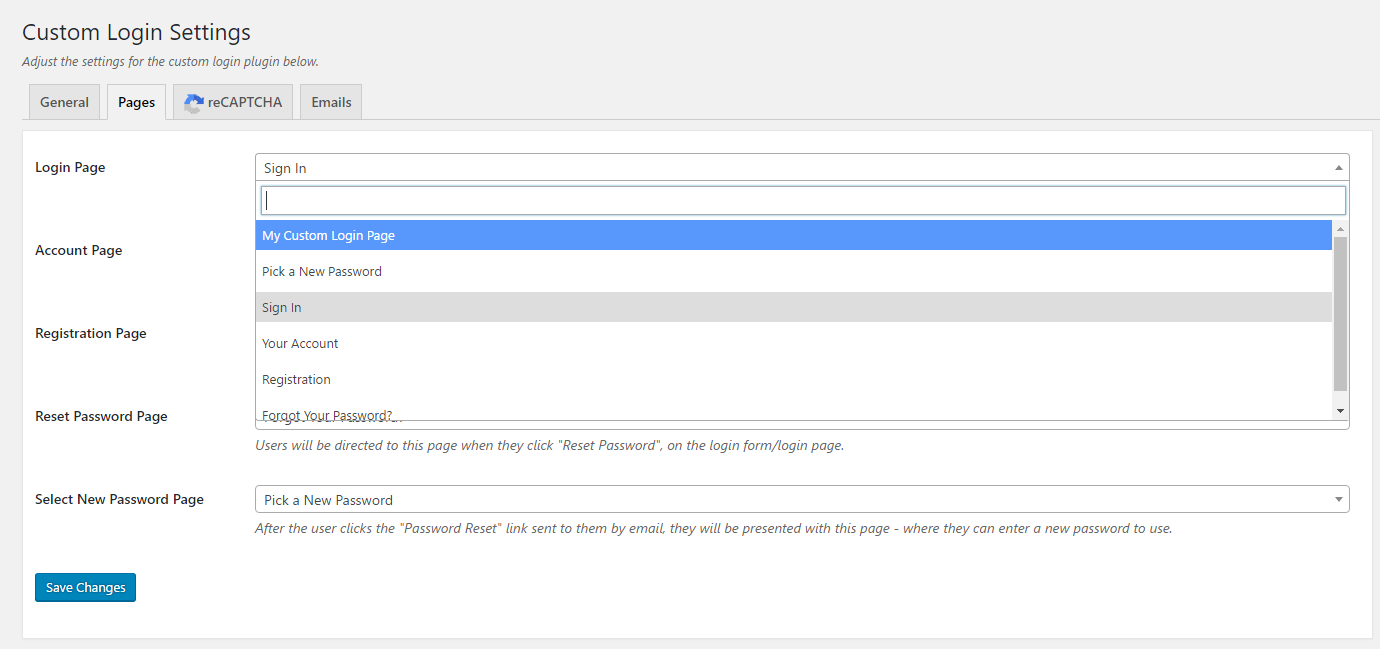 Custom Login Settings
Adjust the settings for the custom login plugin below.
General Pages reCAPTCHA Emails
Login Page Sign In
My Custom Login Page
Account Page
Pick a New Password
Sign In
Registration Page
Your Account
Registration
Reset Password Page
Forgot Your Password?
Users will be directed to this page when they click "Reset Password", on the login form/login page.
Select New Password Page Pick a New Password
After the user clicks the "Password Reset" link sent to them by email, they will be presented with this page - where they can enter a new password to use.
Save Changes